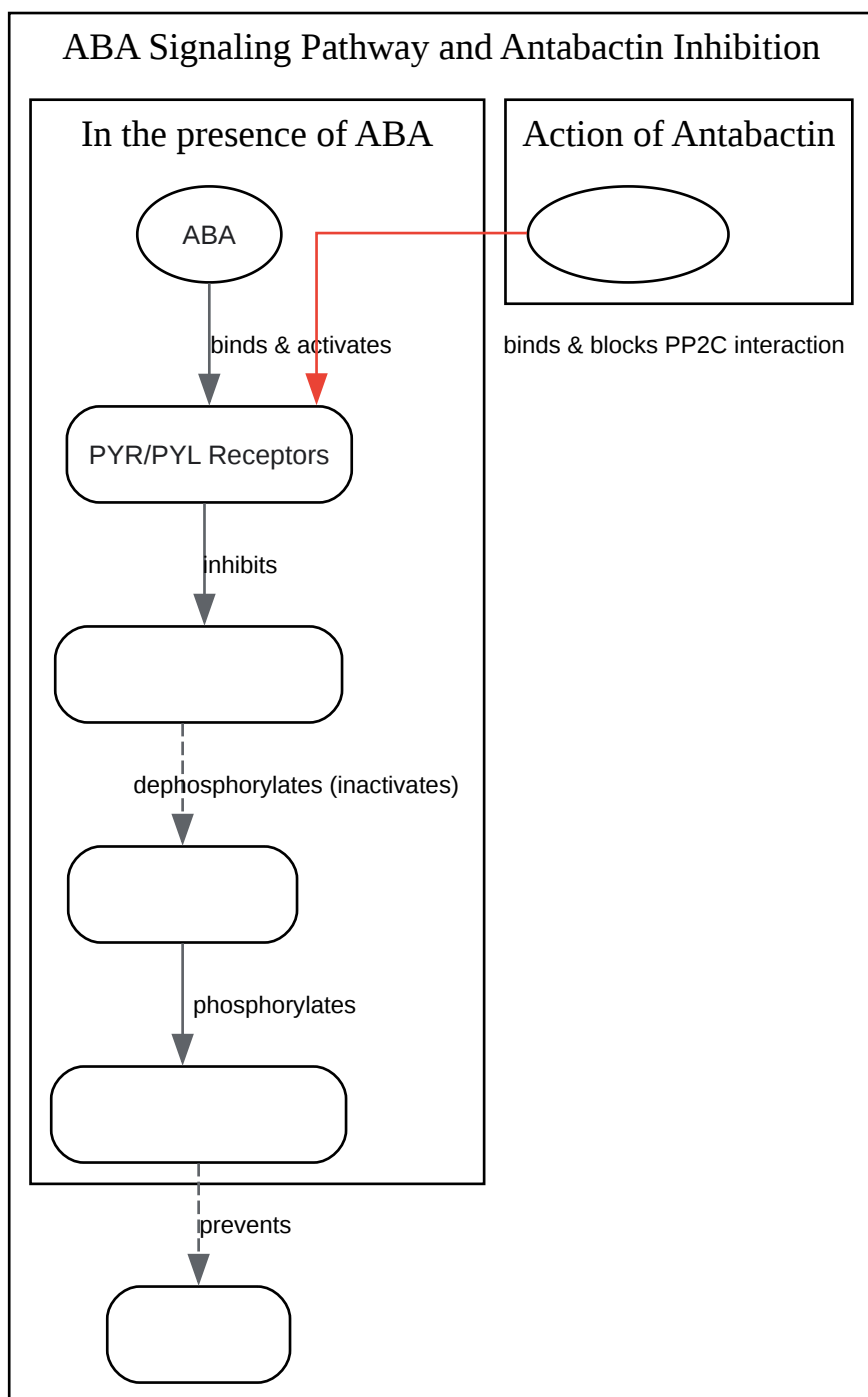 ABA Signaling Pathway and Antabactin Inhibition
In the presence of ABA
Action of Antabactin
ABA
binds & activates
binds & blocks PP2C interaction
PYR/PYL Receptors
inhibits
dephosphorylates (inactivates)
phosphorylates
prevents